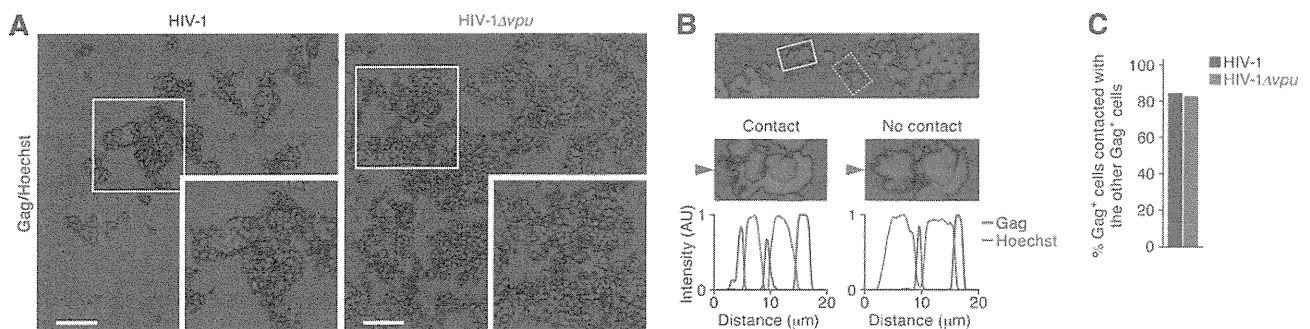 A
HIV-1
HIV-1Δvpu
Gag/Hoechst
B
Contact
No contact
Intensity (AU)
1
0
0
10
20
Distance (μm)
1
0
0
10
20
Distance (μm)
Gag
Hoechst
C
% Gag⁺ cells contacted with
the other Gag⁺ cells
100
80
60
40
20
0
HIV-1
HIV-1Δvpu